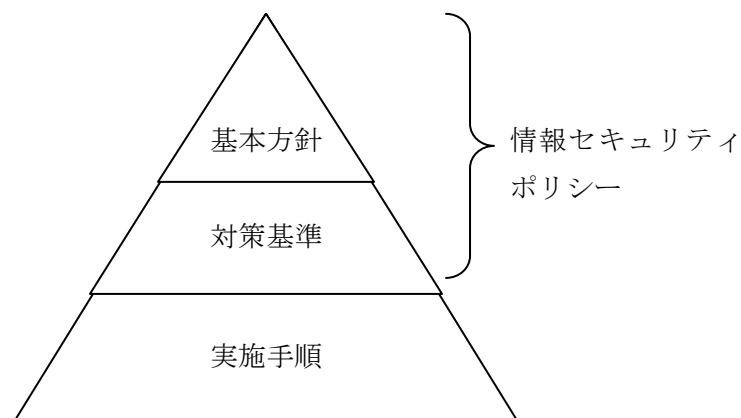 基本方針
情報セキュリティ
ポリシー
対策基準
実施手順